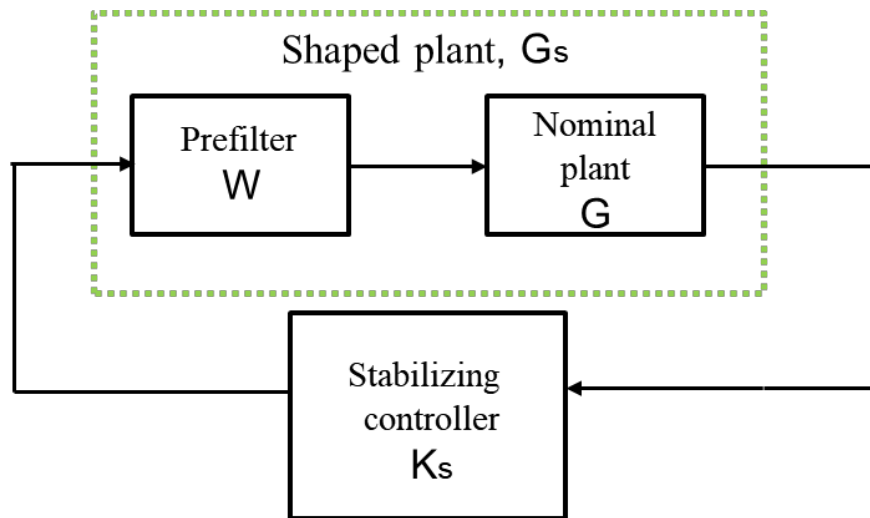 Shaped plant, Gs
Prefilter
W
Nominal
plant
G
Stabilizing
controller
Ks